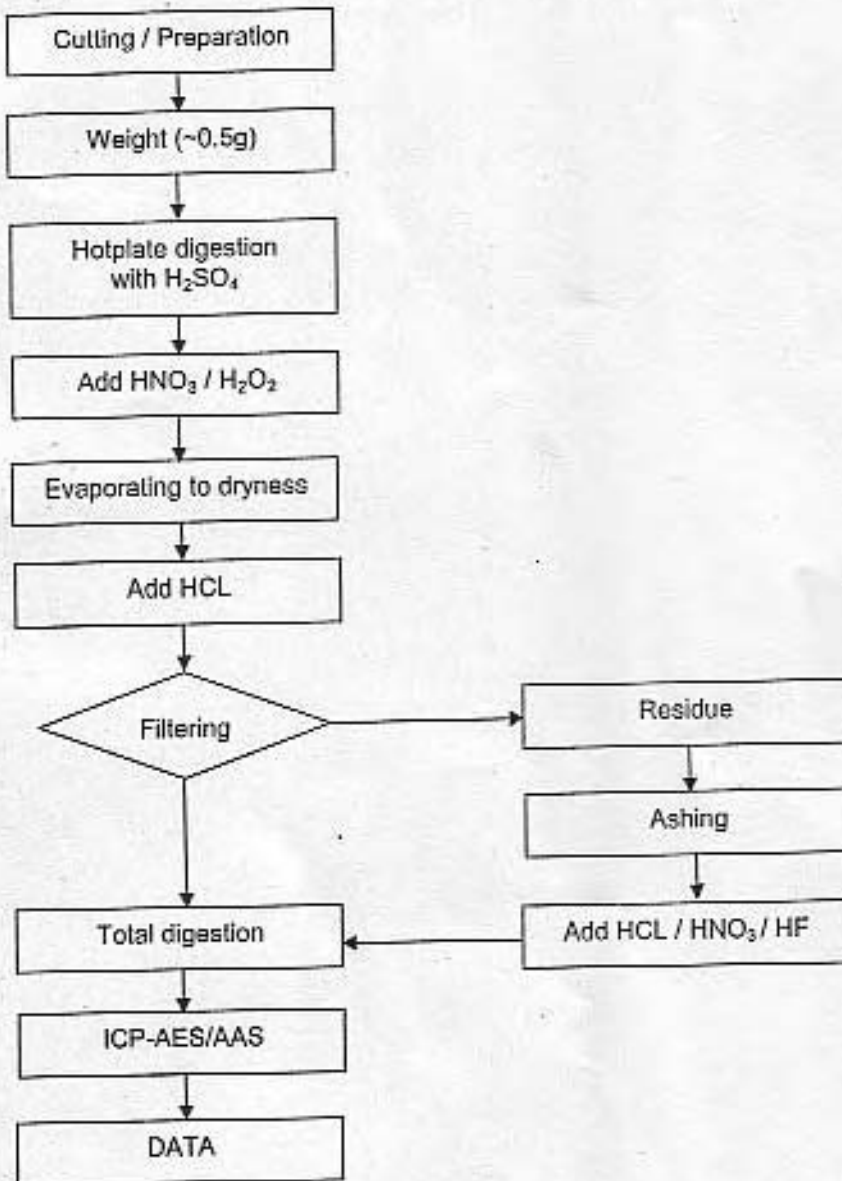 Cutting / Preparation
Weight (~0.5g)
Hotplate digestion
with H₂SO₄
Add HNO₃ / H₂O₂
Evaporating to dryness
Add HCL
Filtering
Residue
Ashing
Add HCL / HNO₃ / HF
Total digestion
ICP-AES/AAS
DATA